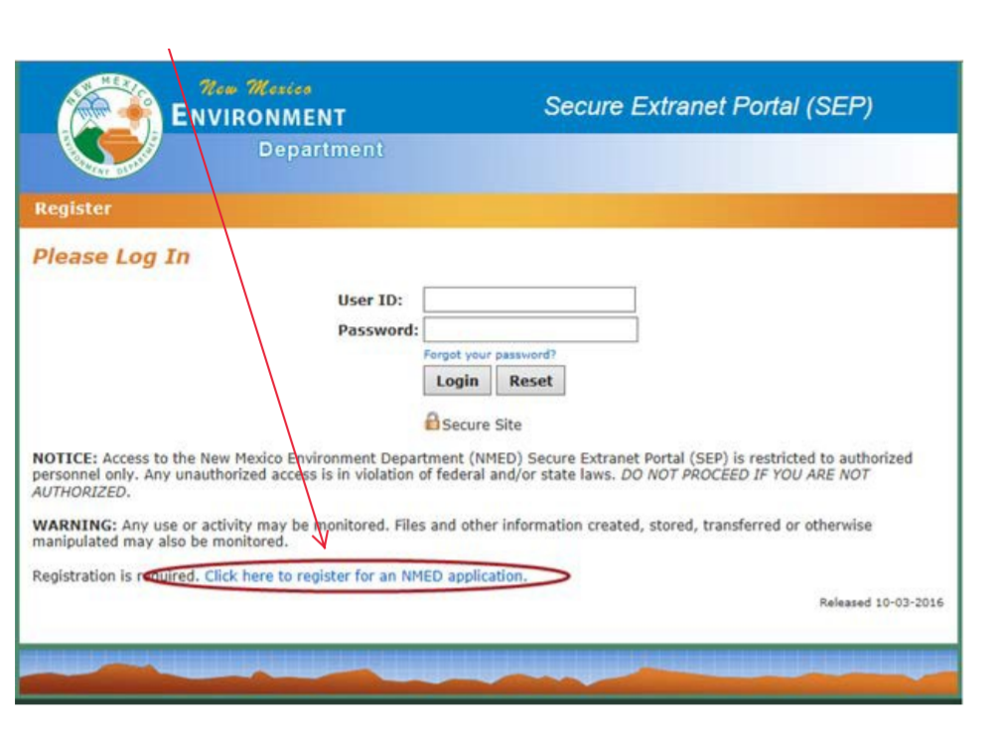 NEW MEXICO
ENVIRONMENT DEPARTMENT
New Mexico
ENVIRONMENT
Department
Secure Extranet Portal (SEP)
Register
Please Log In
User ID:
Password:
Forgot your password?
Login Reset
Secure Site
NOTICE: Access to the New Mexico Environment Department (NMED) Secure Extranet Portal (SEP) is restricted to authorized
personnel only. Any unauthorized access is in violation of federal and/or state laws. DO NOT PROCEED IF YOU ARE NOT
AUTHORIZED.
WARNING: Any use or activity may be monitored. Files and other information created, stored, transferred or otherwise
manipulated may also be monitored.
Registration is required. Click here to register for an NMED application.
Released 10-03-2016